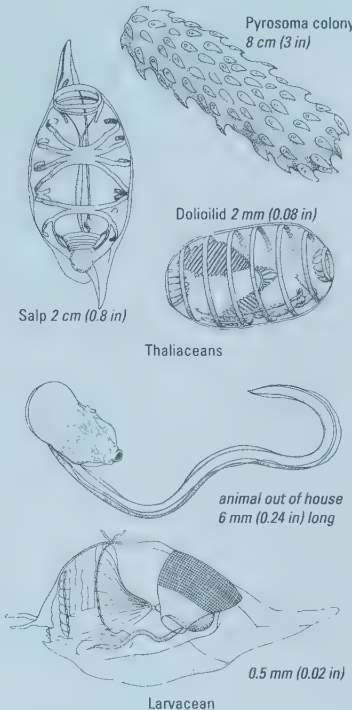 Pyrosoma colony
8 cm (3 in)
Dolioilid 2 mm (0.08 in)
Salp 2 cm (0.8 in)
Thaliaceans
animal out of house
6 mm (0.24 in) long
0.5 mm (0.02 in)
Larvacean